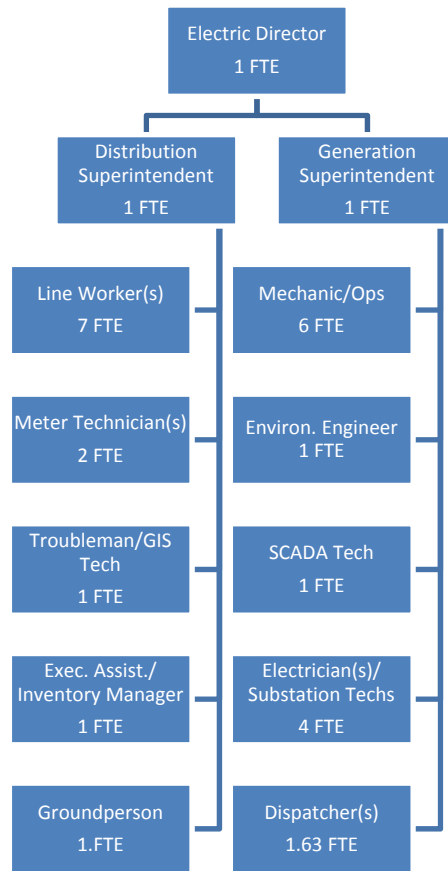 Electric Director
1 FTE
Distribution
Superintendent
1 FTE
Generation
Superintendent
1 FTE
Line Worker(s)
7 FTE
Meter Technician(s)
2 FTE
Troubleman/GIS
Tech
1 FTE
Exec. Assist./
Inventory Manager
1 FTE
Groundperson
1.FTE
Mechanic/Ops
6 FTE
Environ. Engineer
1 FTE
SCADA Tech
1 FTE
Electrician(s)/
Substation Techs
4 FTE
Dispatcher(s)
1.63 FTE